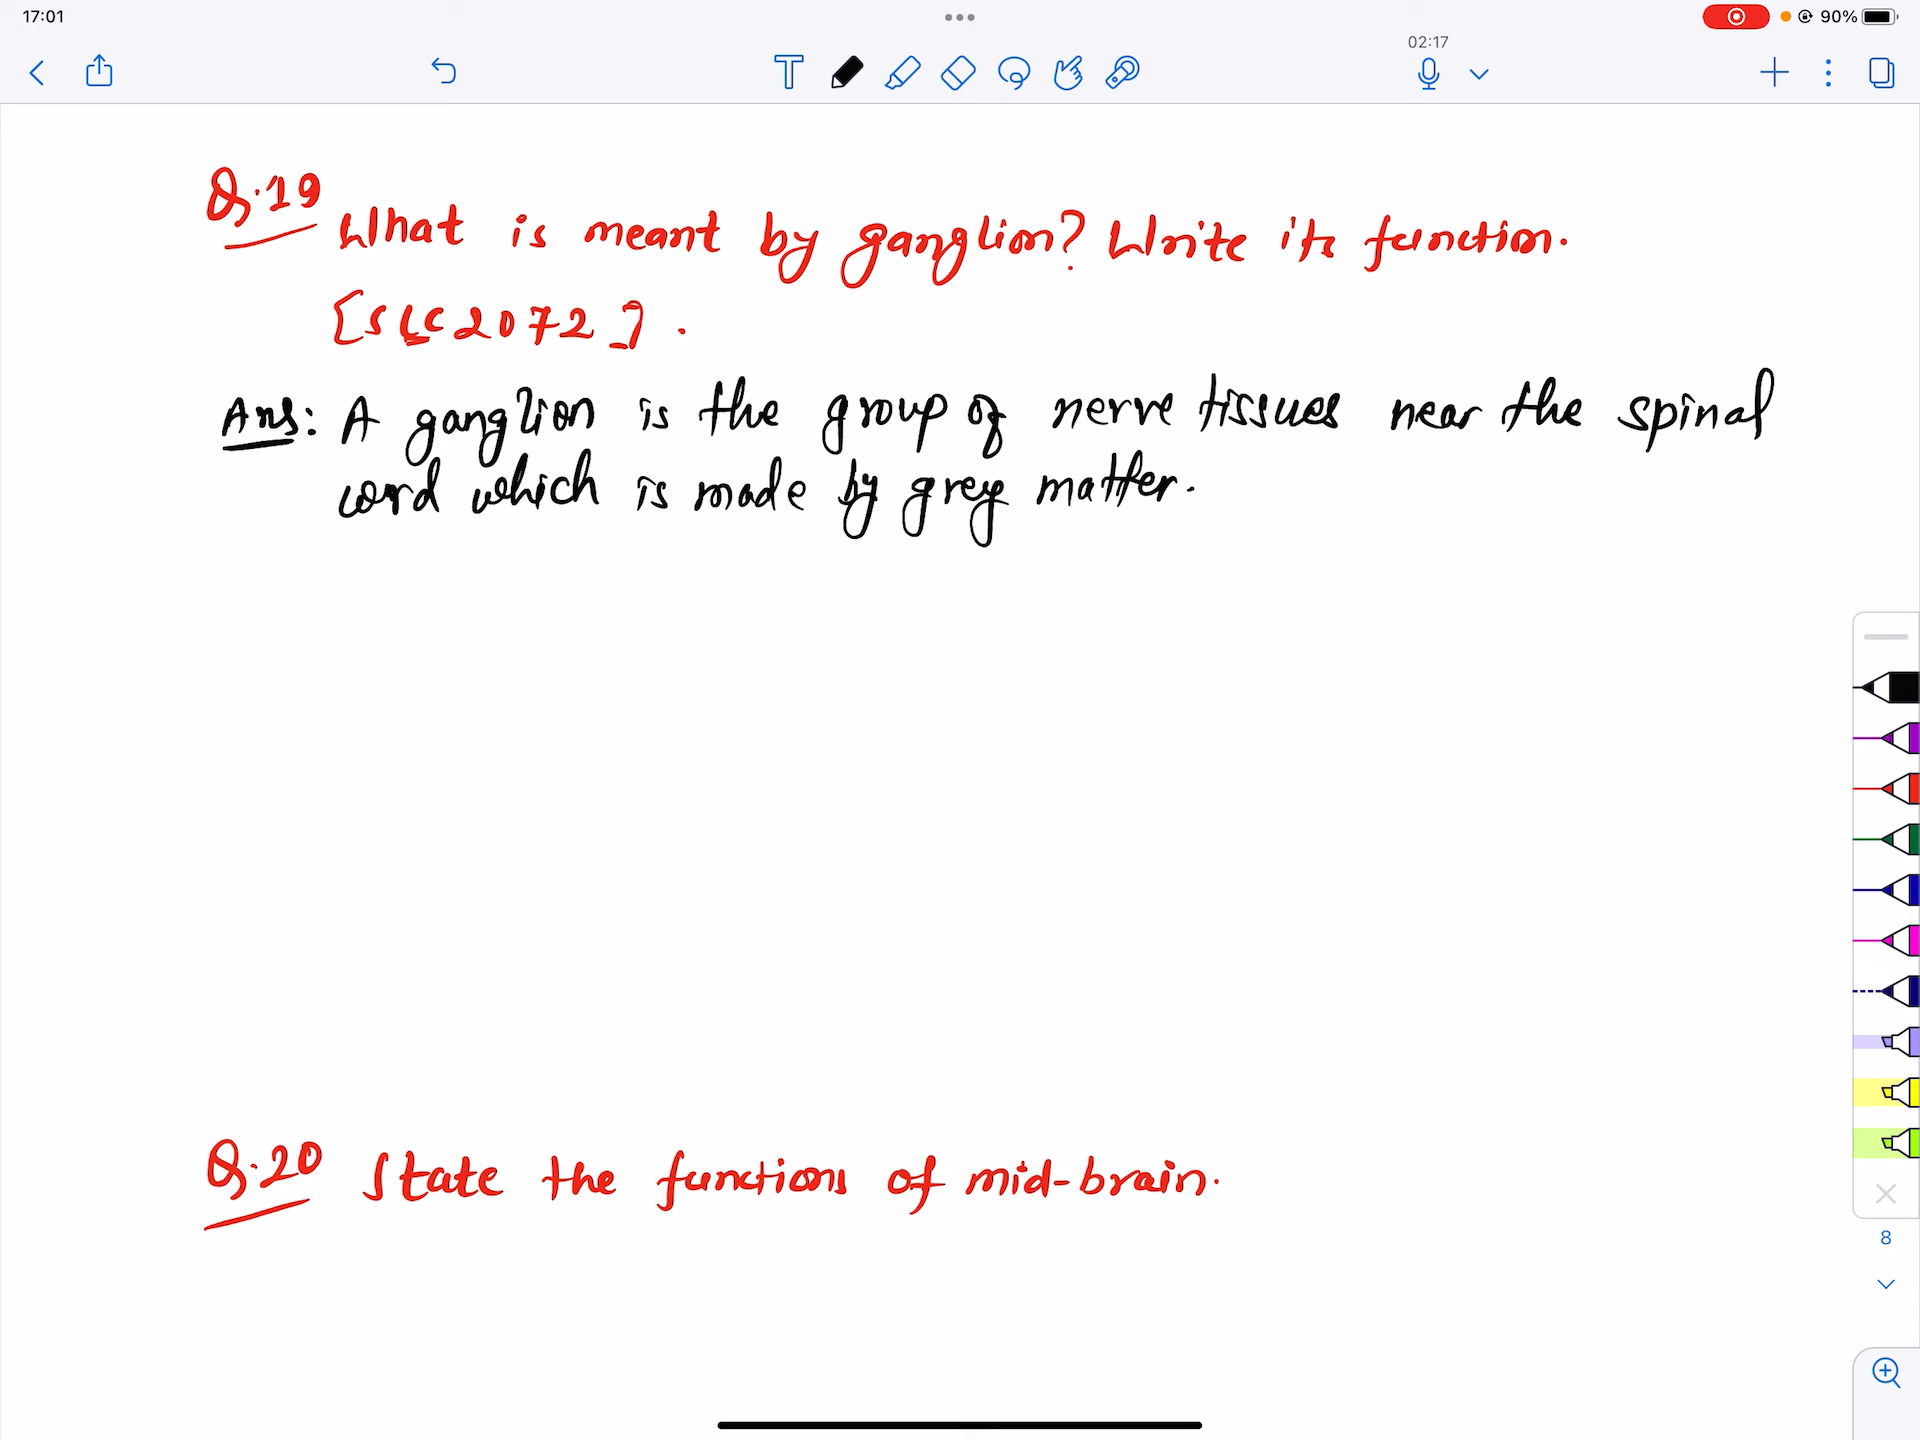 17:01
90%
02:17
Q.19 What is meant by ganglion? Write its function.
[SLC 2072].
Ans: A ganglion is the group of nerve tissues near the spinal
cord which is made by grey matter.
Q.20 State the functions of mid-brain.
8